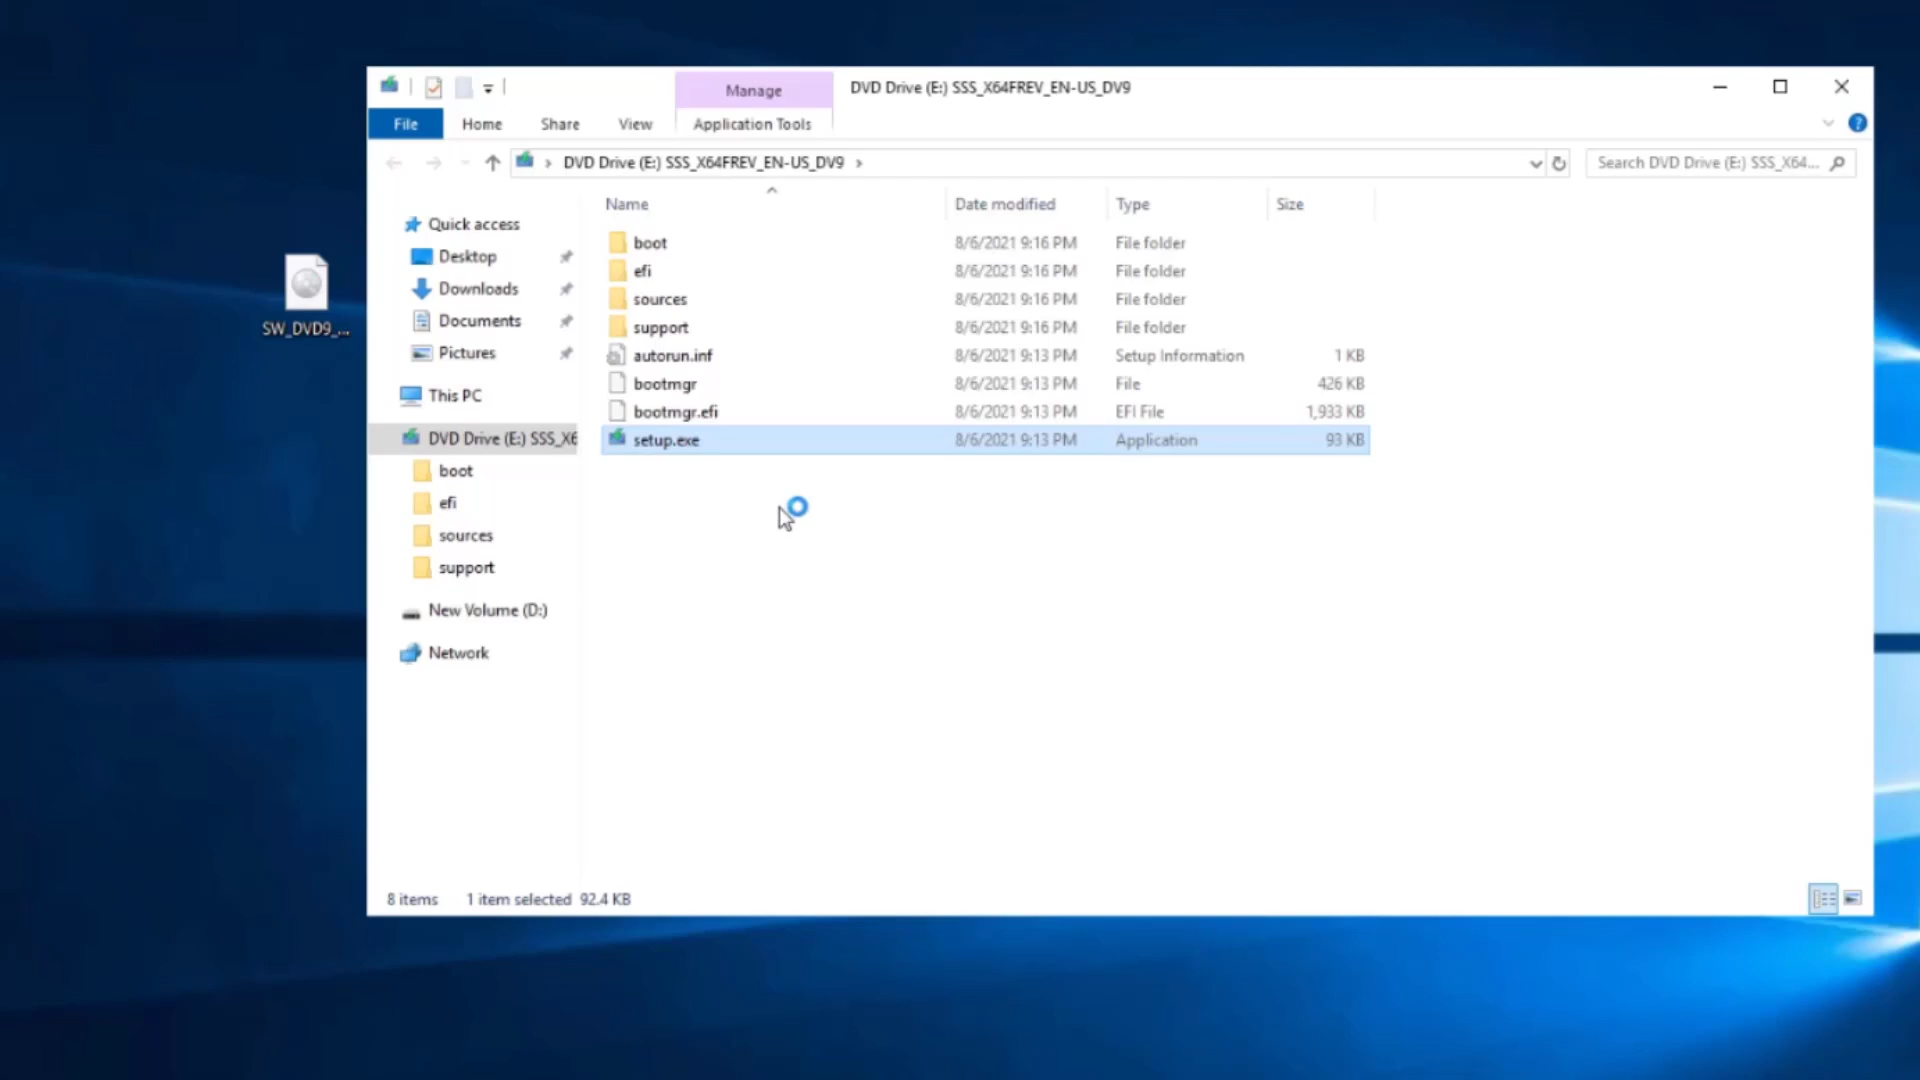 Manage
DVD Drive (E:) SSS_X64FREV_EN-US_DV9
File
Home
Share
View
Application Tools
DVD Drive (E:) SSS_X64FREV_EN-US_DV9
Search DVD Drive (E:) SSS_X64...
Name
Date modified
Type
Size
Quick access
Desktop
Downloads
Documents
Pictures
This PC
DVD Drive (E:) SSS_X6
boot
efi
sources
support
New Volume (D:)
Network
boot 8/6/2021 9:16 PM File folder
efi 8/6/2021 9:16 PM File folder
sources 8/6/2021 9:16 PM File folder
support 8/6/2021 9:16 PM File folder
autorun.inf 8/6/2021 9:13 PM Setup Information 1 KB
bootmgr 8/6/2021 9:13 PM File 426 KB
bootmgr.efi 8/6/2021 9:13 PM EFI File 1,933 KB
setup.exe 8/6/2021 9:13 PM Application 93 KB
SW_DVD9_...
8 items 1 item selected 92.4 KB